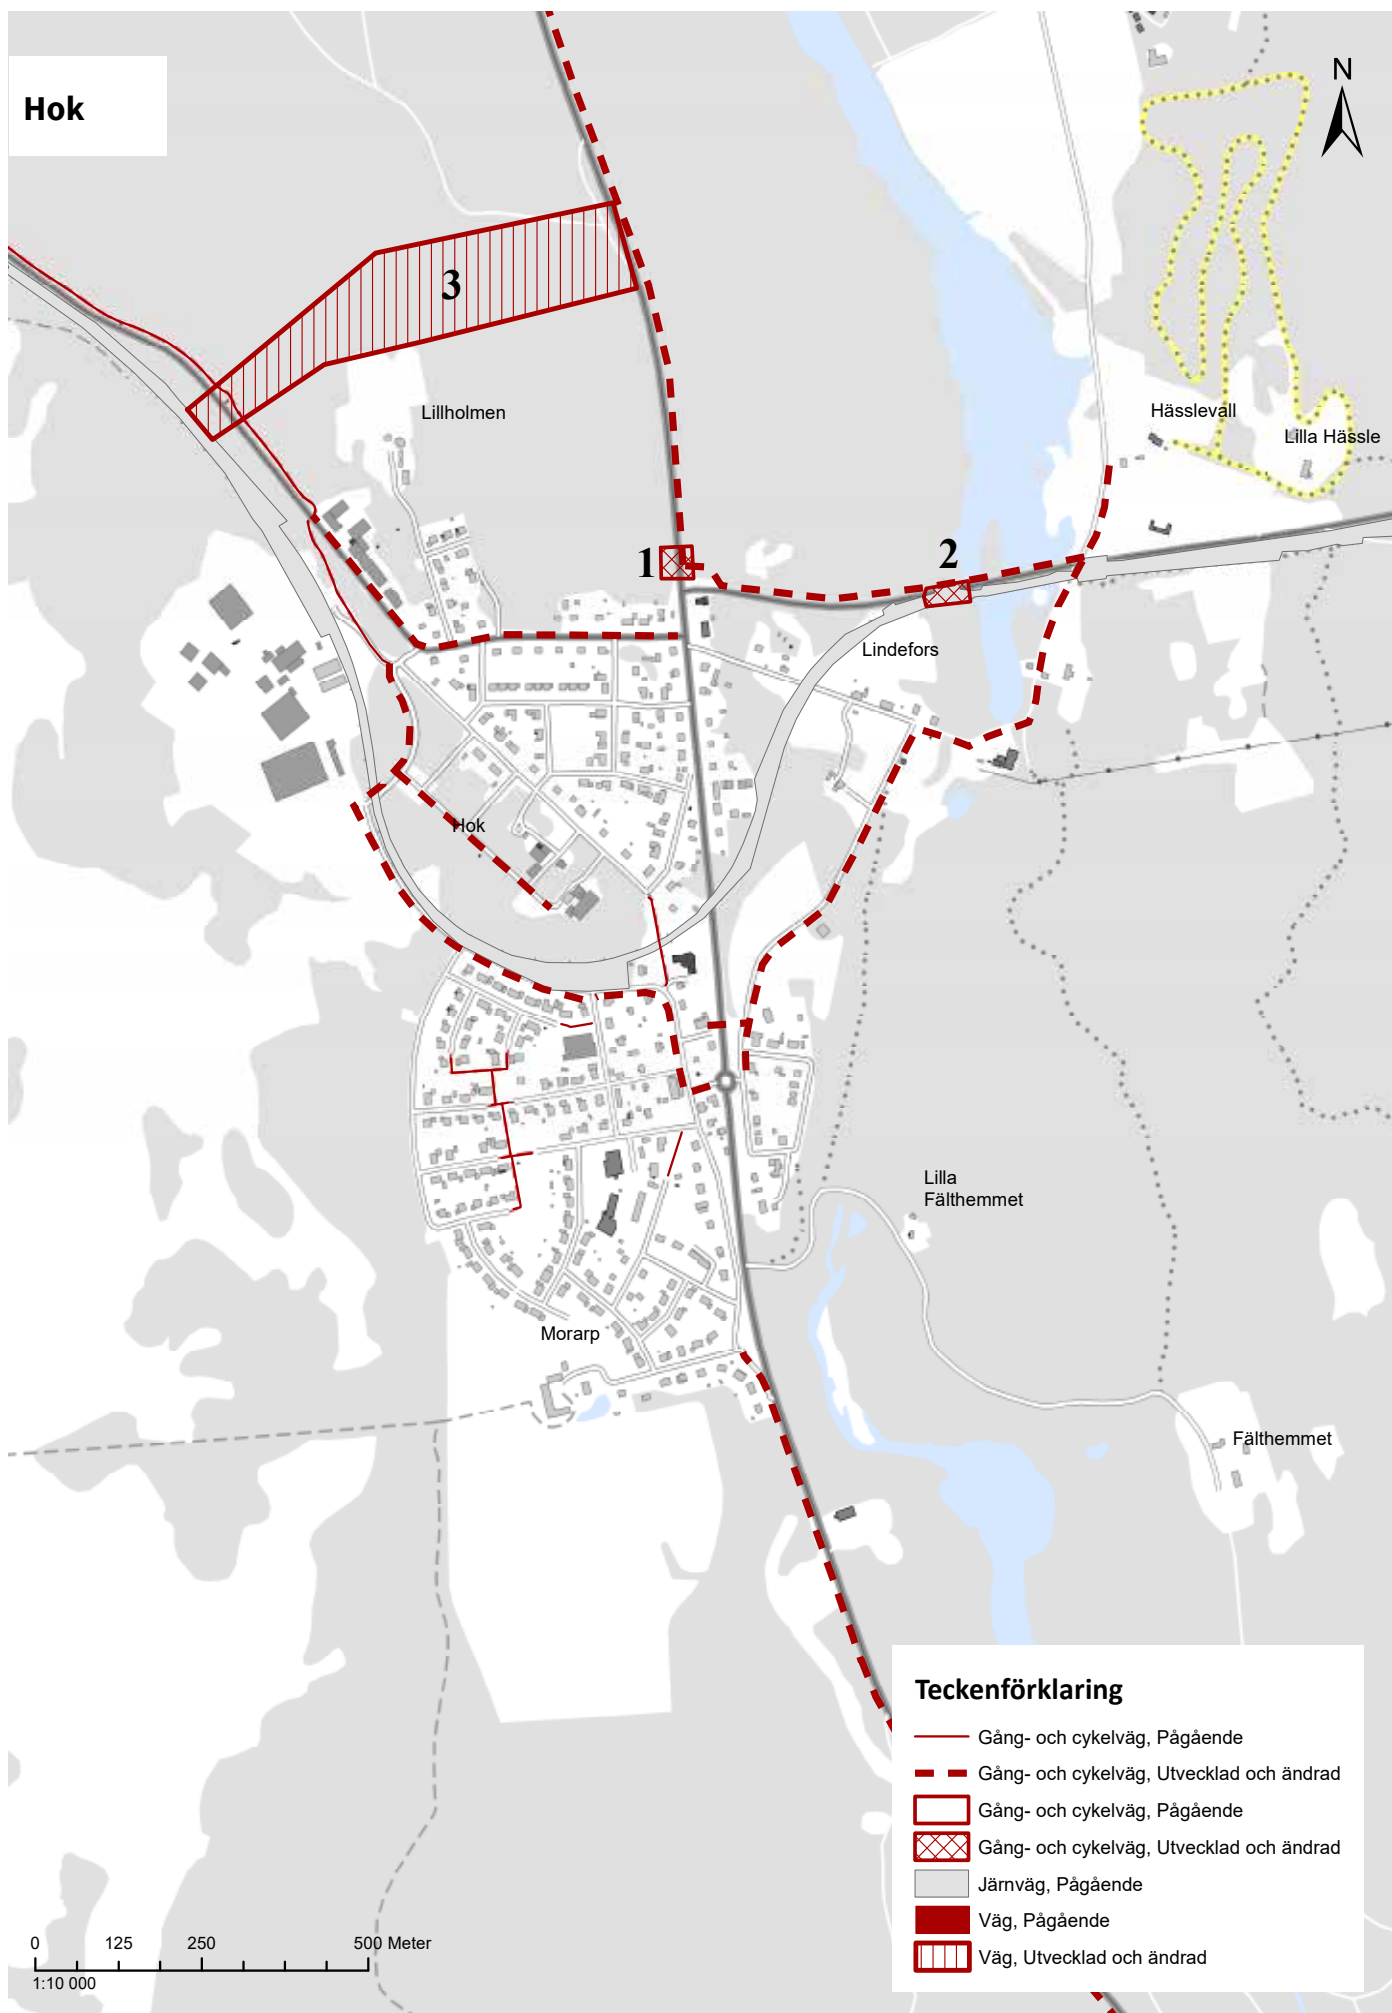 Hok
N
3
Lillholmen
Hässlevall
Lilla Hässle
1
2
Lindefors
Hok
Lilla
Fälthemmet
Morarp
Fälthemmet
Teckenförklaring
Gång- och cykelväg, Pågående
Gång- och cykelväg, Utvecklad och ändrad
Gång- och cykelväg, Pågående
Gång- och cykelväg, Utvecklad och ändrad
Järnväg, Pågående
Väg, Pågående
Väg, Utvecklad och ändrad
0 125 250 500 Meter
1:10 000